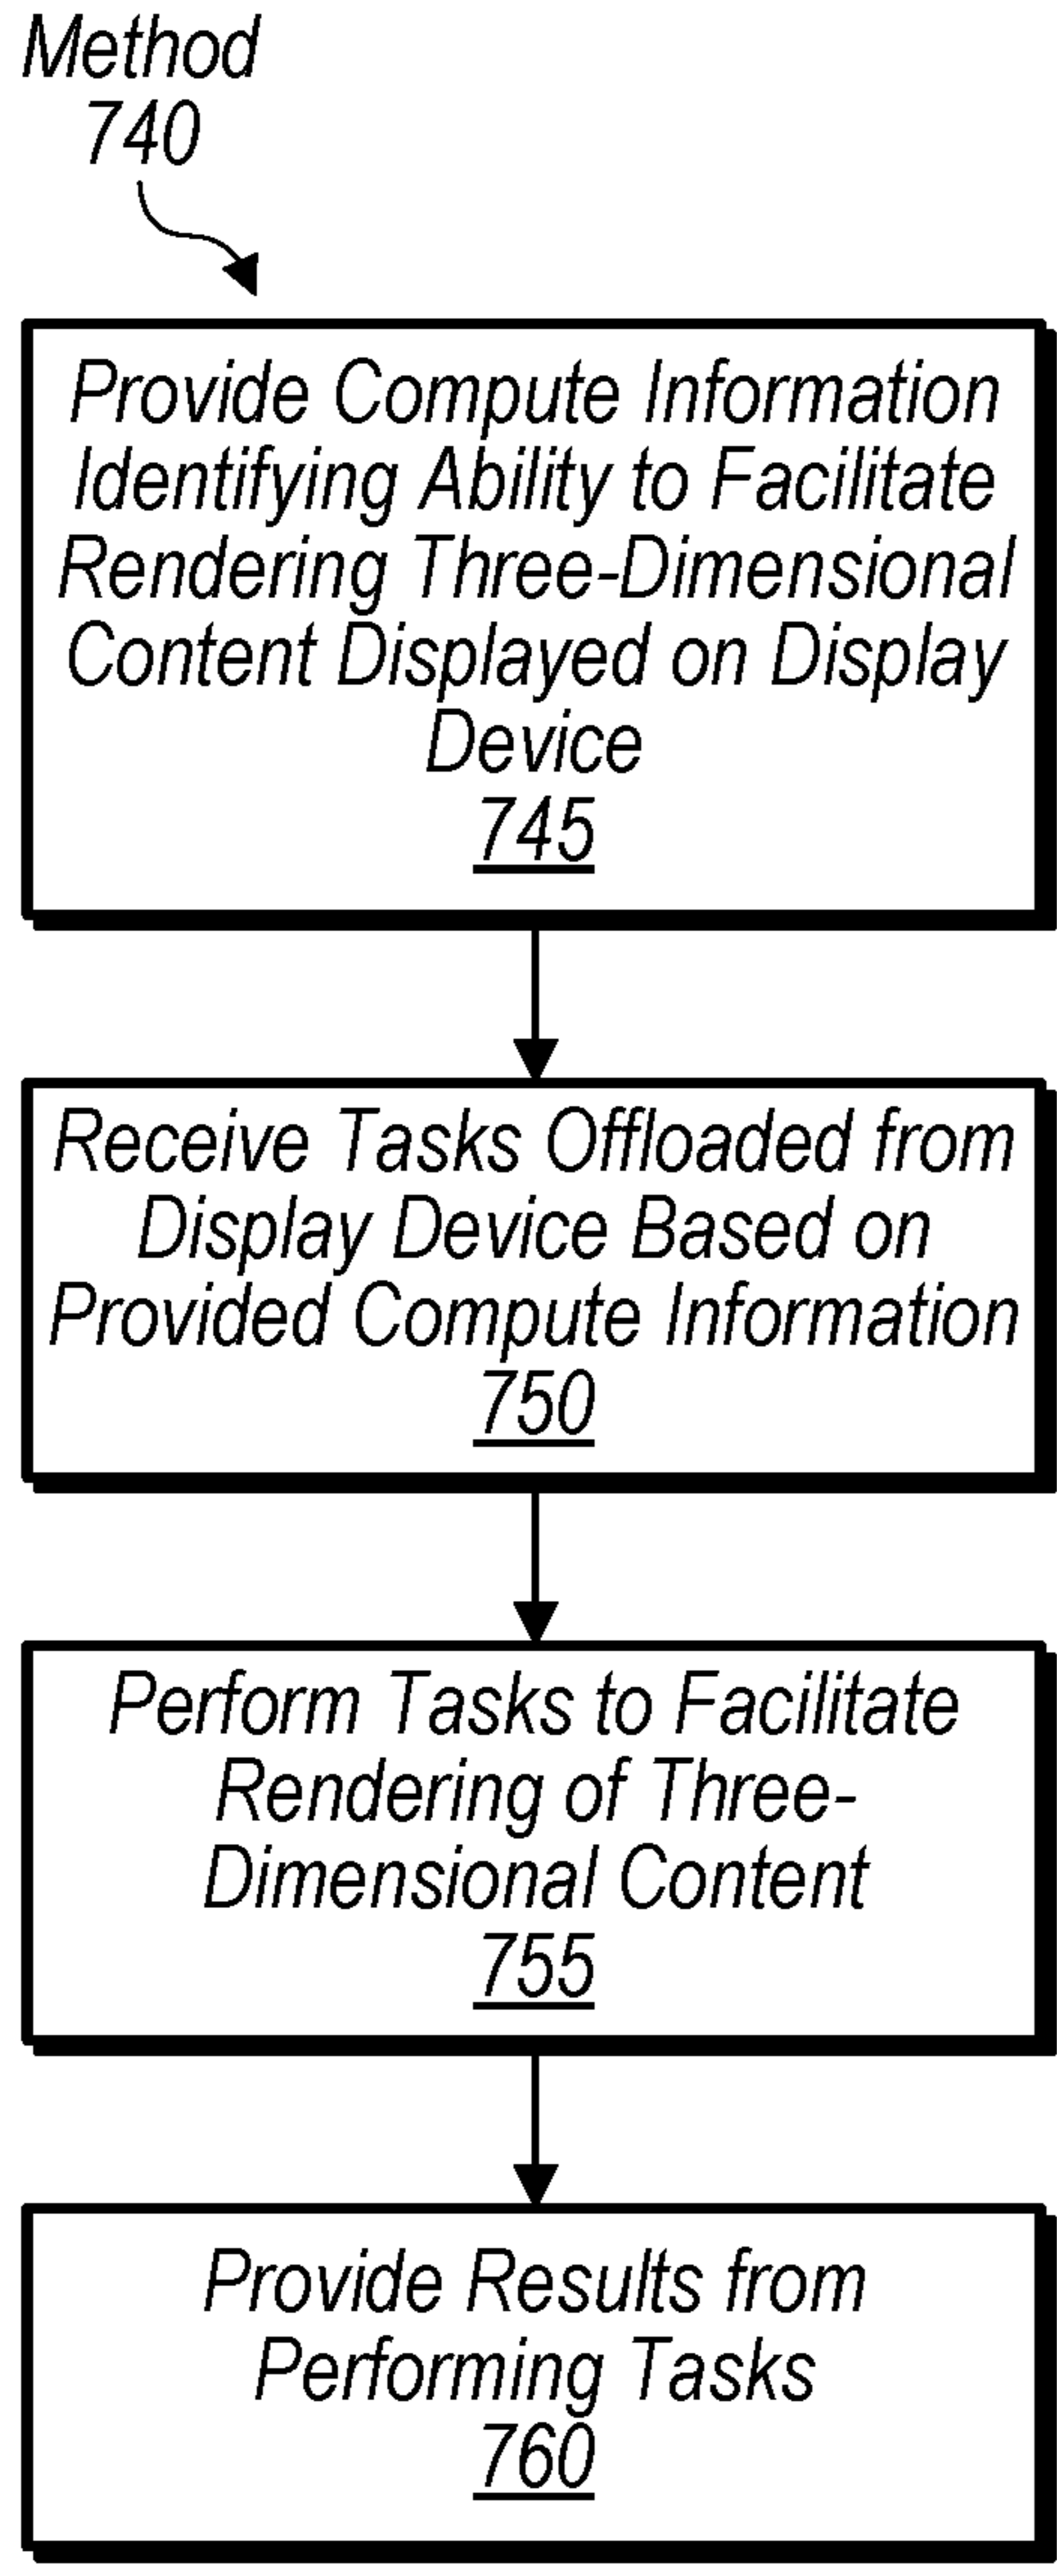 Method
740
Provide Compute Information
Identifying Ability to Facilitate
Rendering Three-Dimensional
Content Displayed on Display
Device
745
Receive Tasks Offloaded from
Display Device Based on
Provided Compute Information
750
Perform Tasks to Facilitate
Rendering of Three-
Dimensional Content
755
Provide Results from
Performing Tasks
760